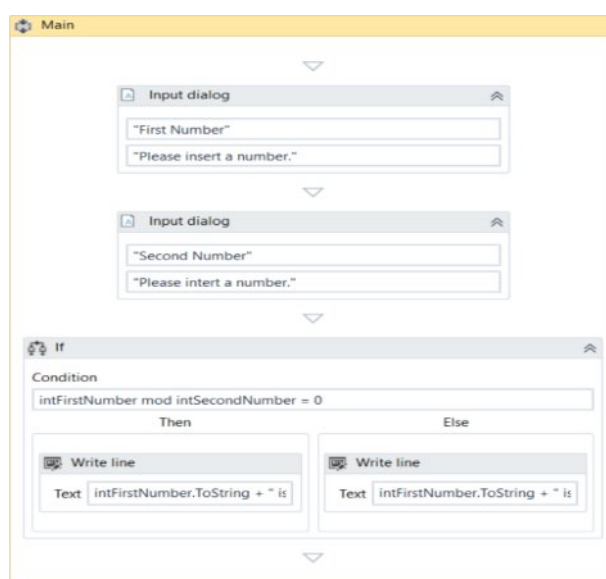 Main
Input dialog
"First Number"
"Please insert a number."
Input dialog
"Second Number"
"Please intert a number."
If
Condition
intFirstNumber mod intSecondNumber = 0
Then Else
Write line Write line
Text intFirstNumber.ToString + " is Text intFirstNumber.ToString + " is